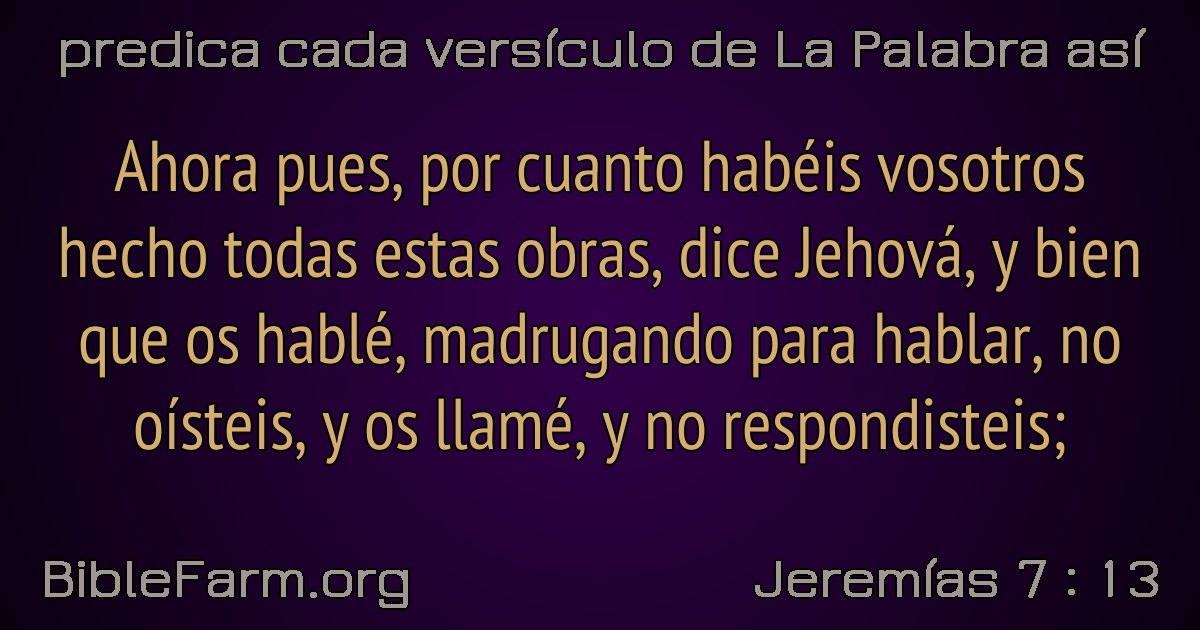 predica cada versículo de La Palabra así
Ahora pues, por cuanto habéis vosotros
hecho todas estas obras, dice Jehová, y bien
que os hablé, madrugando para hablar, no
oísteis, y os llamé, y no respondisteis;
BibleFarm.org
Jeremías 7 : 13